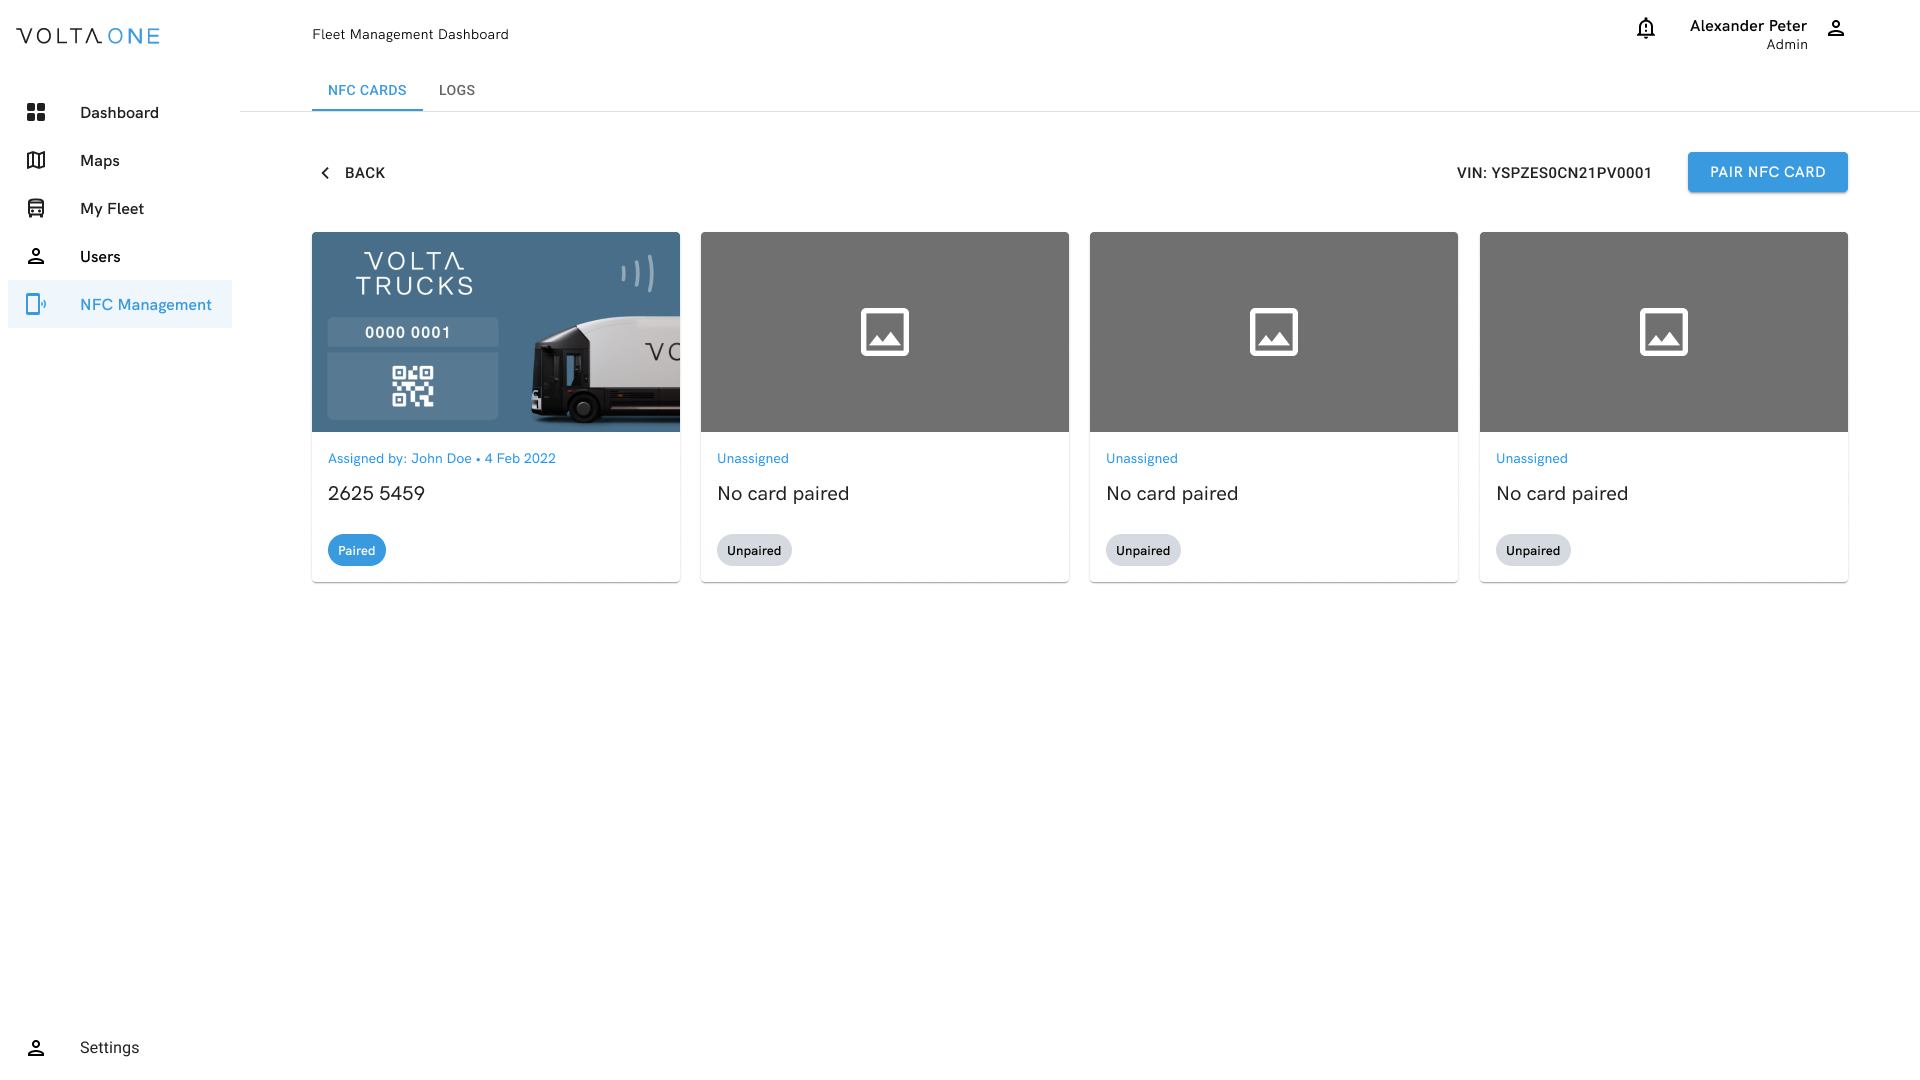 VOLTA ONE
Fleet Management Dashboard
Alexander Peter
Admin
Dashboard
Maps
My Fleet
Users
NFC Management
Settings
NFC CARDS
LOGS
BACK
VIN: YSPZES0CN21PV0001
PAIR NFC CARD
VOLTA
TRUCKS
0000 0001
VO
Assigned by: John Doe • 4 Feb 2022
2625 5459
Paired
Unassigned
No card paired
Unpaired
Unassigned
No card paired
Unpaired
Unassigned
No card paired
Unpaired